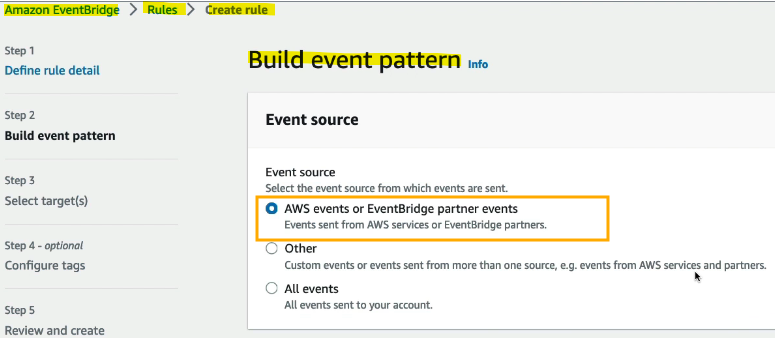 Amazon EventBridge > Rules > Create rule
Step 1
Define rule detail
Step 2
Build event pattern
Step 3
Select target(s)
Step 4 - optional
Configure tags
Step 5
Review and create
Build event pattern Info
Event source
Event source
Select the event source from which events are sent.
AWS events or EventBridge partner events
Events sent from AWS services or EventBridge partners.
Other
Custom events or events sent from more than one source, e.g. events from AWS services and partners.
All events
All events sent to your account.